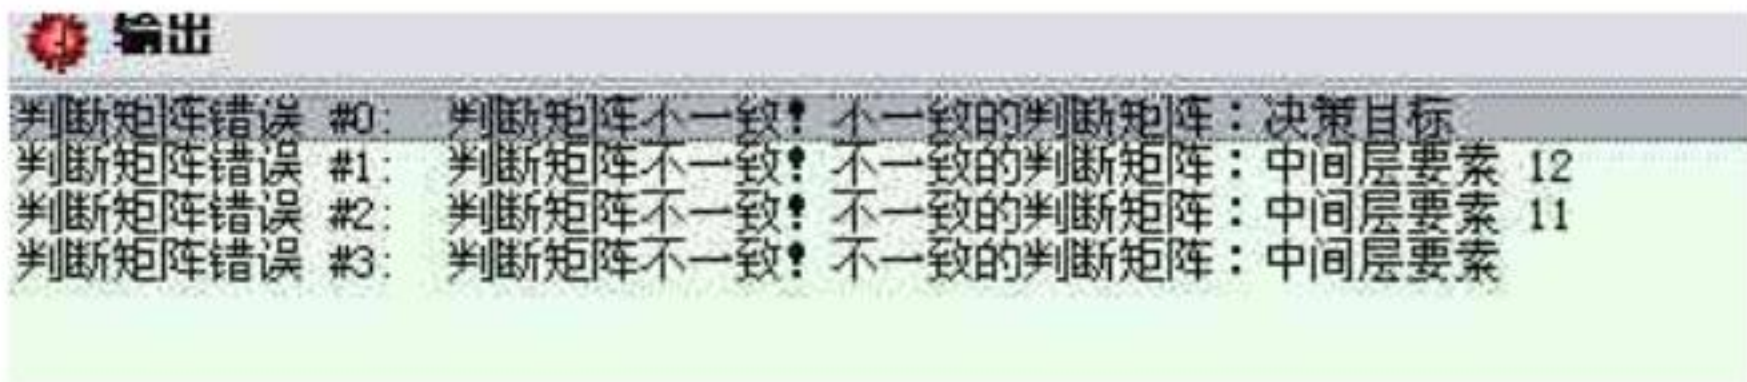 输出
判断矩阵错误 #0: 判断矩阵不一致! 不一致的判断矩阵:决策目标
判断矩阵错误 #1: 判断矩阵不一致! 不一致的判断矩阵:中间层要素 12
判断矩阵错误 #2: 判断矩阵不一致! 不一致的判断矩阵:中间层要素 11
判断矩阵错误 #3: 判断矩阵不一致! 不一致的判断矩阵:中间层要素